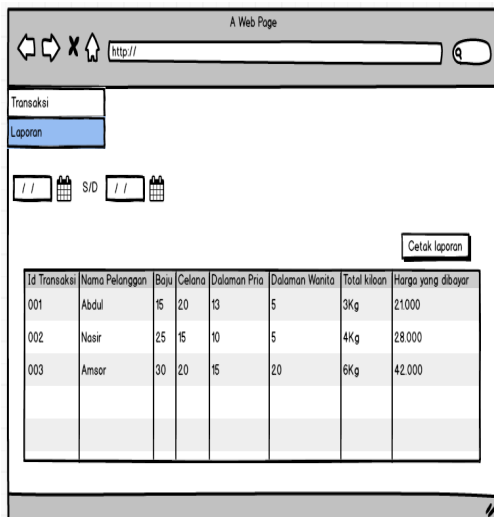 A Web Page
http://
Transaksi
Laporan
/ / S/D / /
Cetak laporan
Id Transaksi Nama Pelanggan Baju Celana Dalaman Pria Dalaman Wanita Total kiloan Harga yang dibayar
001 Abdul 15 20 13 5 3Kg 21.000
002 Nasir 25 15 10 5 4Kg 28.000
003 Amsor 30 20 15 20 6Kg 42.000